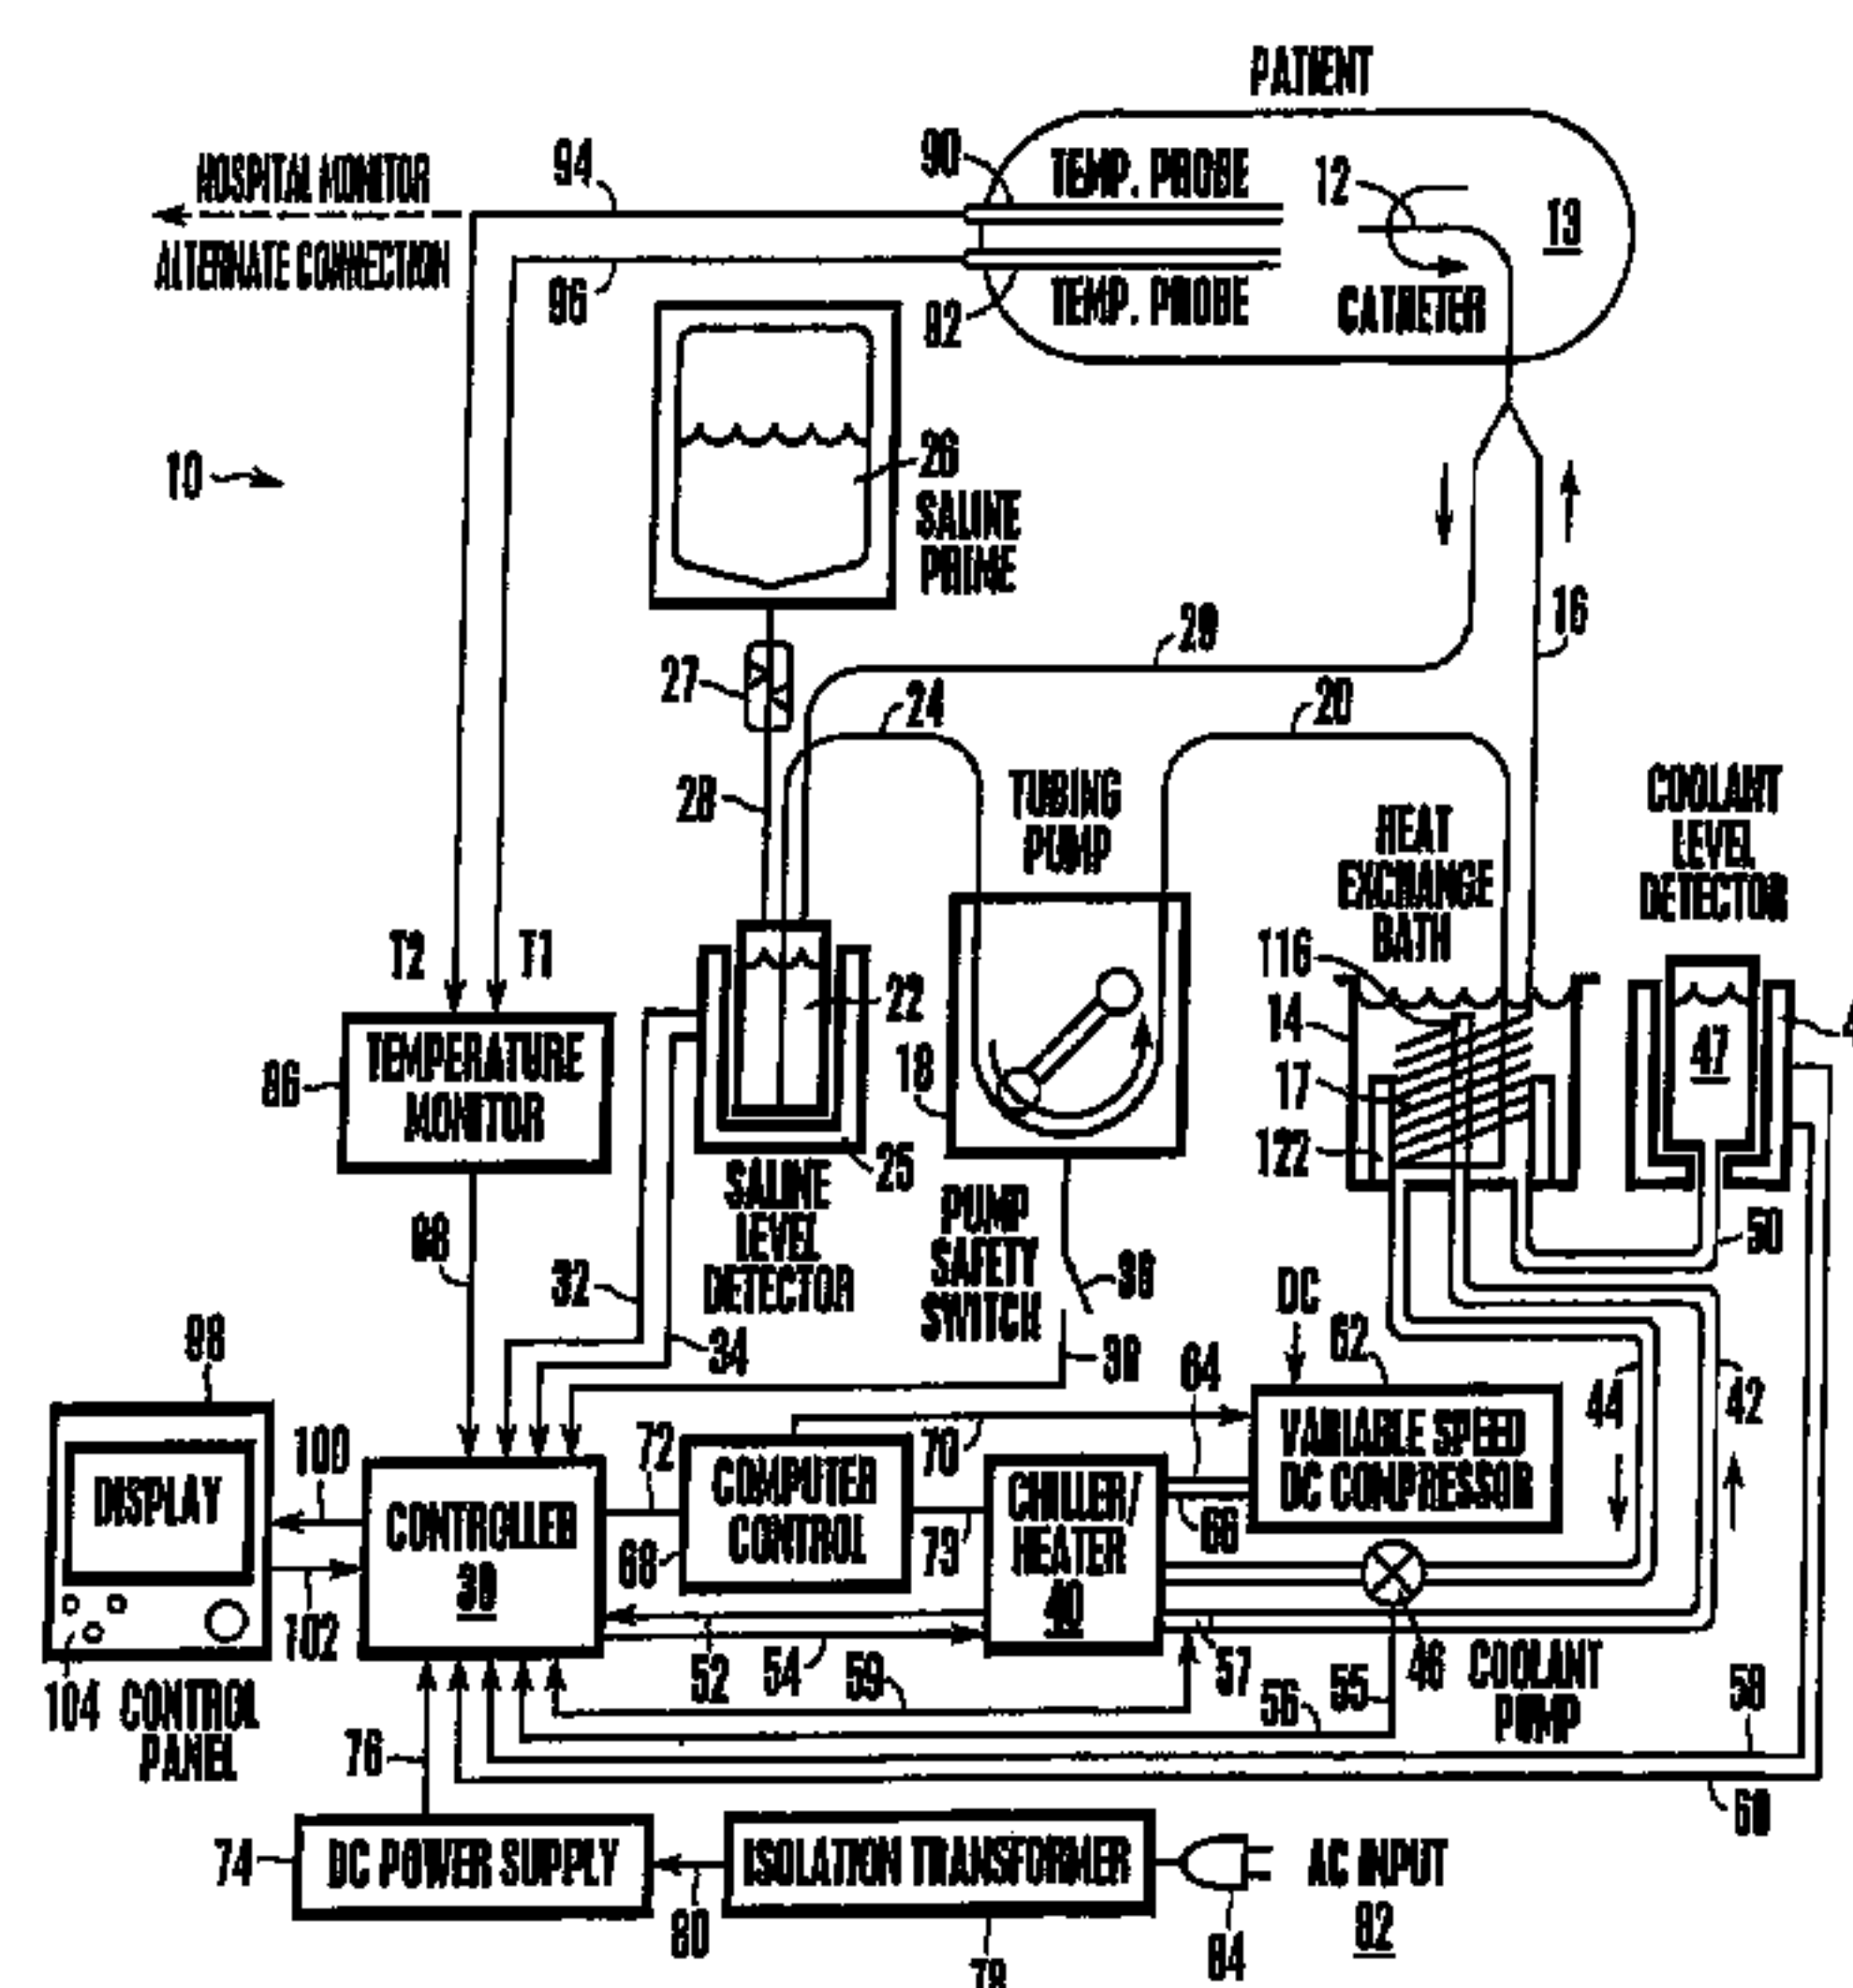 PATIENT
HOSPITAL MONITOR
94
90
TEMP. PROBE
12
13
ALTERNATE CONNECTION
96
92
TEMP. PROBE
CATHETER
10
26
SALINE
PRIME
16
29
27
24
20
28
TUBING
PUMP
HEAT
EXCHANGE
BATH
COOLANT
LEVEL
DETECTOR
T2
T1
116
22
14
47
TEMPERATURE
MONITOR
86
18
17
122
25
SALINE
LEVEL
DETECTOR
PUMP
SAFETY
SWITCH
50
88
32
36
DC
98
34
38
64
62
44
42
DISPLAY
100
CONTROLLER
30
72
COMPUTER
CONTROL
70
CHILLER/
HEATER
40
VARIABLE SPEED
DC COMPRESSOR
68
73
66
102
52
54
59
57
55
46
COOLANT
PUMP
104
CONTROL
PANEL
56
58
76
60
74
DC POWER SUPPLY
ISOLATION TRANSFORMER
AC INPUT
82
80
84
78